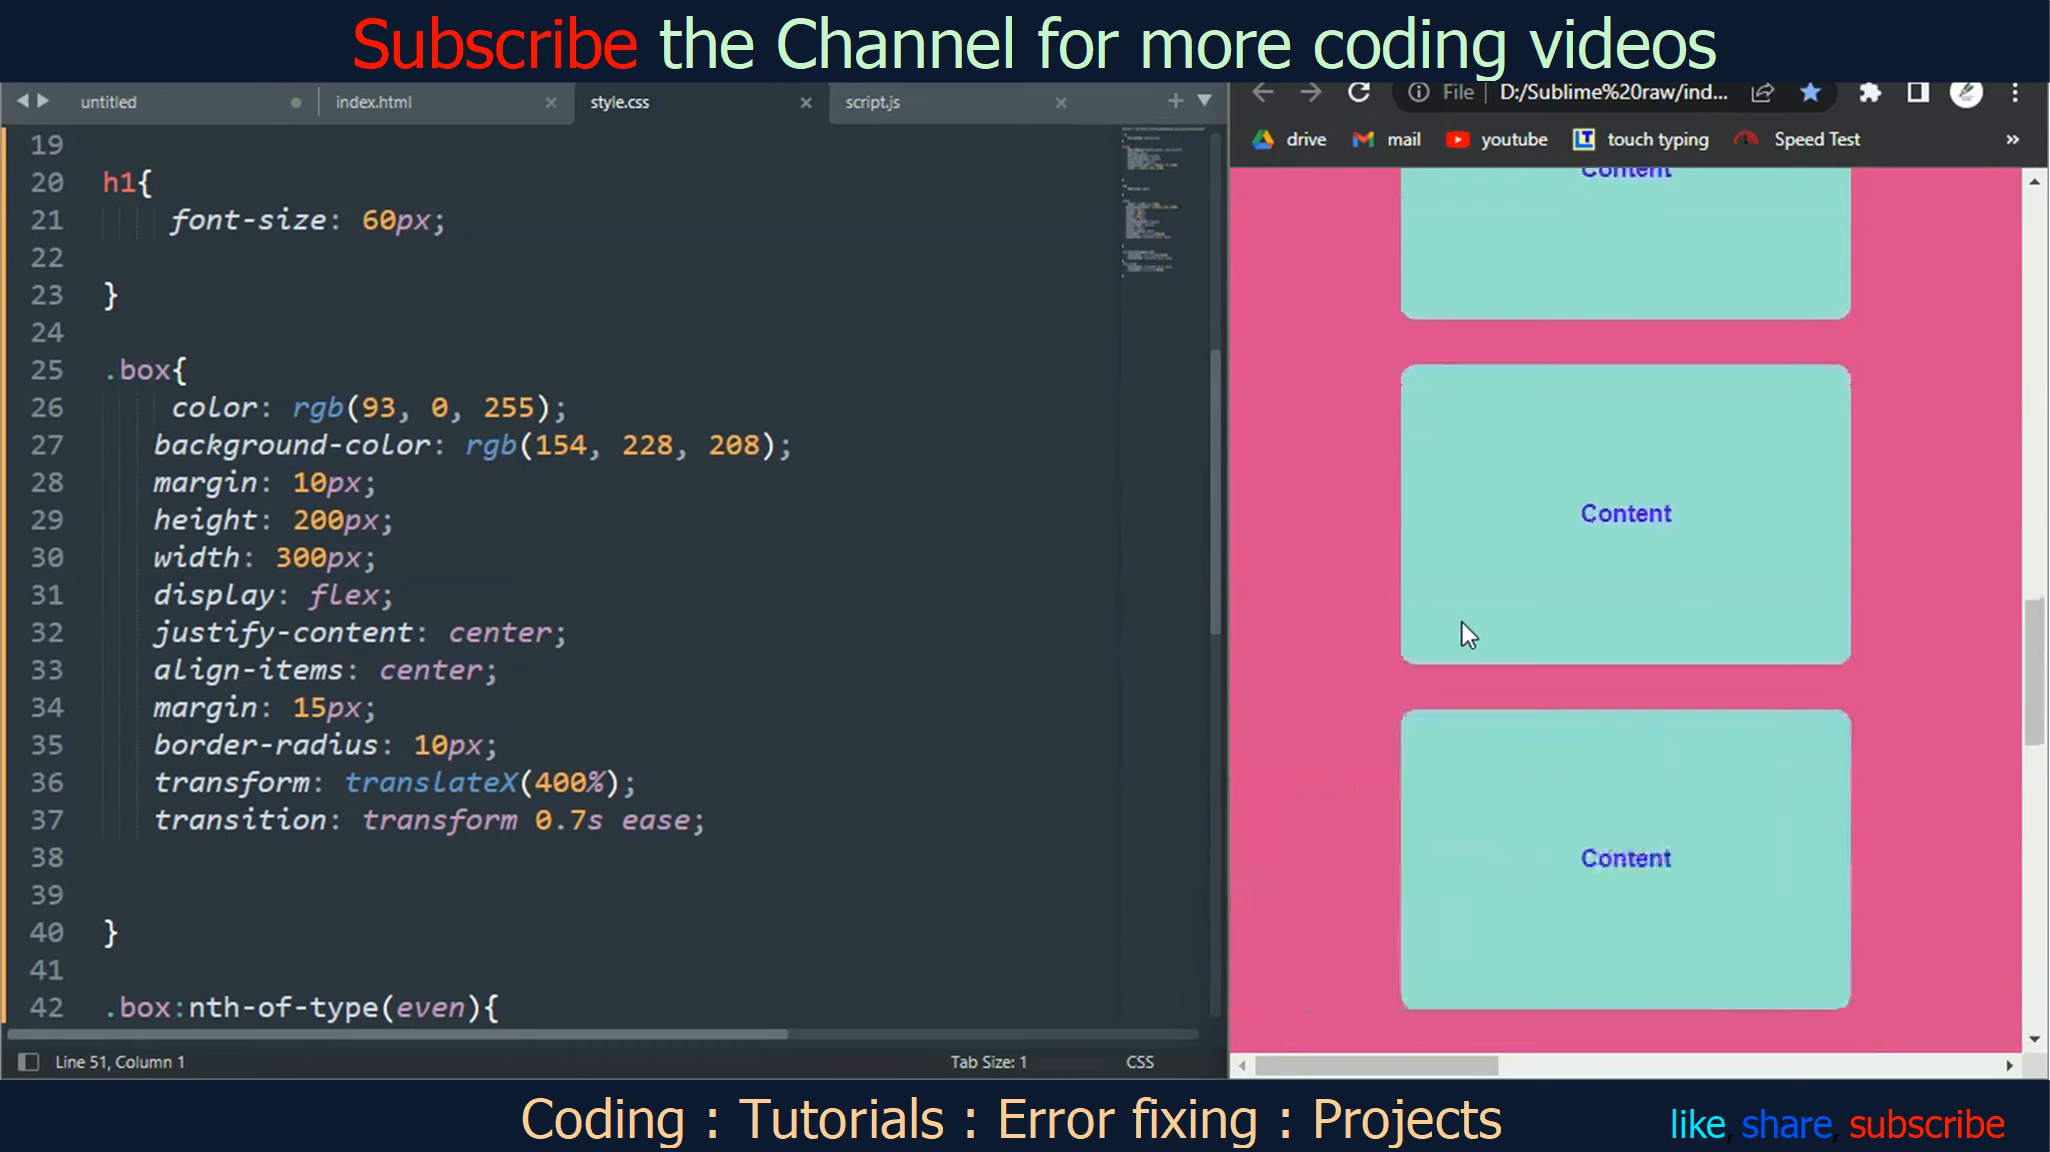 Subscribe the Channel for more coding videos
untitled
index.html
style.css
script.js
File
D:/Sublime%20raw/ind...
drive
mail
youtube
touch typing
Speed Test
»
19
20 h1{
21 font-size: 60px;
22
23 }
24
25 .box{
26 color: rgb(93, 0, 255);
27 background-color: rgb(154, 228, 208);
28 margin: 10px;
29 height: 200px;
30 width: 300px;
31 display: flex;
32 justify-content: center;
33 align-items: center;
34 margin: 15px;
35 border-radius: 10px;
36 transform: translateX(400%);
37 transition: transform 0.7s ease;
38
39
40 }
41
42 .box:nth-of-type(even){
Content
Content
Content
Line 51, Column 1
Tab Size: 1
CSS
Coding : Tutorials : Error fixing : Projects
like, share, subscribe